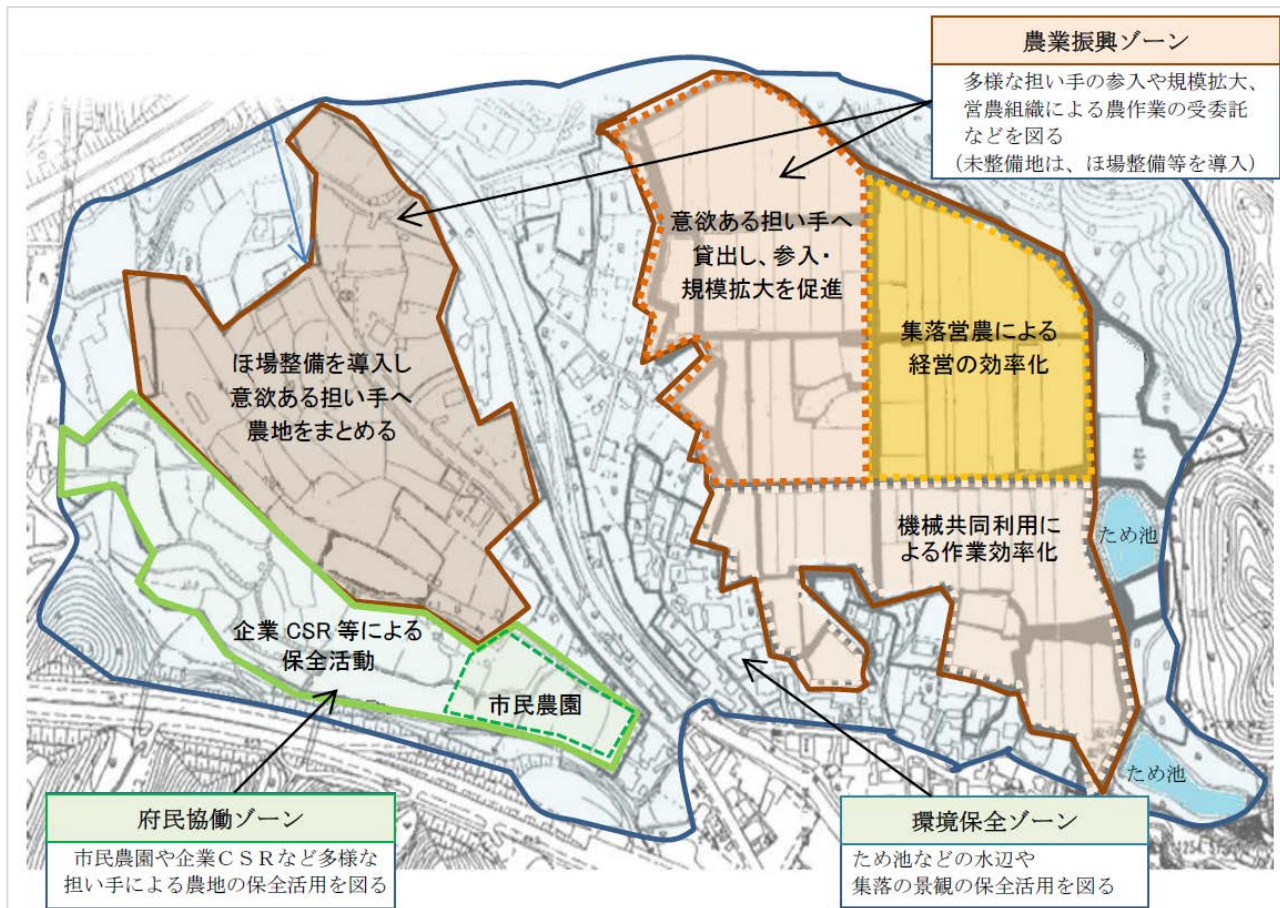 農業振興ゾーン
多様な担い手の参入や規模拡大、
営農組織による農作業の受委託
などを図る
（未整備地は、ほ場整備等を導入）
意欲ある担い手へ
貸出し、参入・
規模拡大を促進
集落営農による
経営の効率化
ほ場整備を導入し
意欲ある担い手へ
農地をまとめる
機械共同利用に
よる作業効率化
ため池
企業 CSR 等による
保全活動
市民農園
ため池
府民協働ゾーン
市民農園や企業ＣＳＲなど多様な
担い手による農地の保全活用を図る
環境保全ゾーン
ため池などの水辺や
集落の景観の保全活用を図る